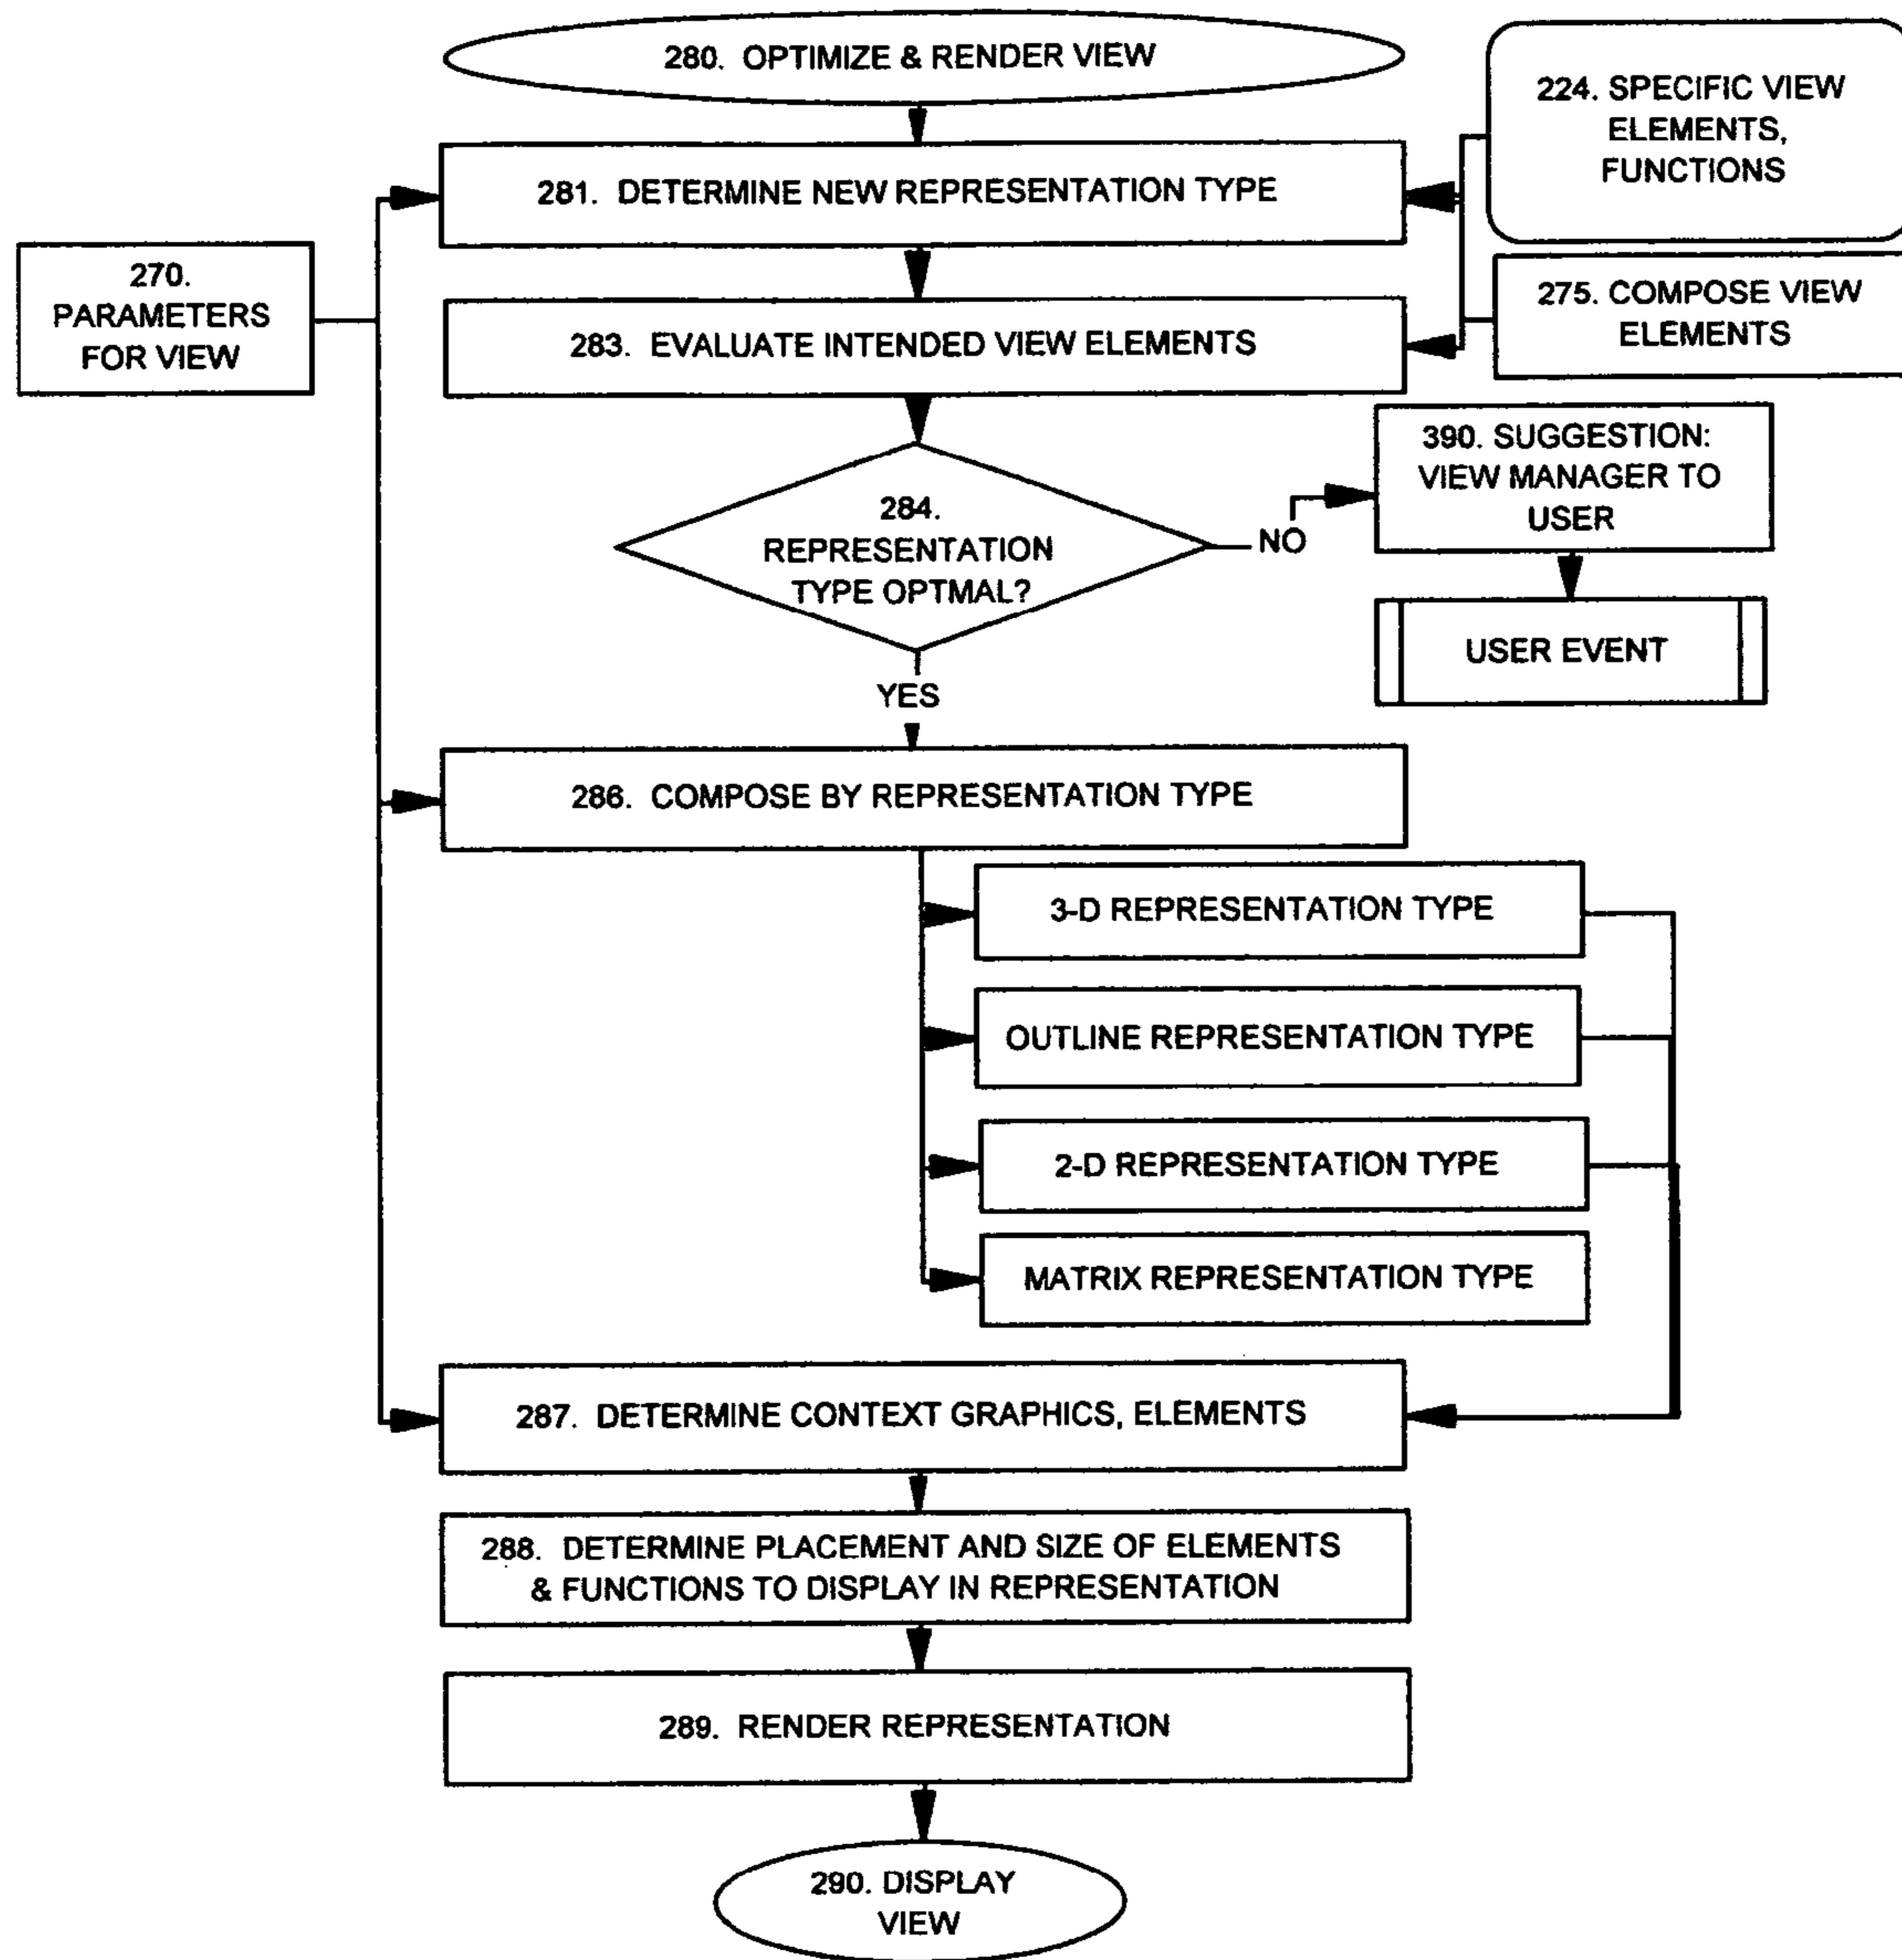 280. OPTIMIZE & RENDER VIEW
224. SPECIFIC VIEW
ELEMENTS,
FUNCTIONS
281. DETERMINE NEW REPRESENTATION TYPE
270.
PARAMETERS
FOR VIEW
275. COMPOSE VIEW
ELEMENTS
283. EVALUATE INTENDED VIEW ELEMENTS
390. SUGGESTION:
VIEW MANAGER TO
USER
284.
REPRESENTATION
TYPE OPTMAL?
NO
USER EVENT
YES
286. COMPOSE BY REPRESENTATION TYPE
3-D REPRESENTATION TYPE
OUTLINE REPRESENTATION TYPE
2-D REPRESENTATION TYPE
MATRIX REPRESENTATION TYPE
287. DETERMINE CONTEXT GRAPHICS, ELEMENTS
288. DETERMINE PLACEMENT AND SIZE OF ELEMENTS
& FUNCTIONS TO DISPLAY IN REPRESENTATION
289. RENDER REPRESENTATION
290. DISPLAY
VIEW